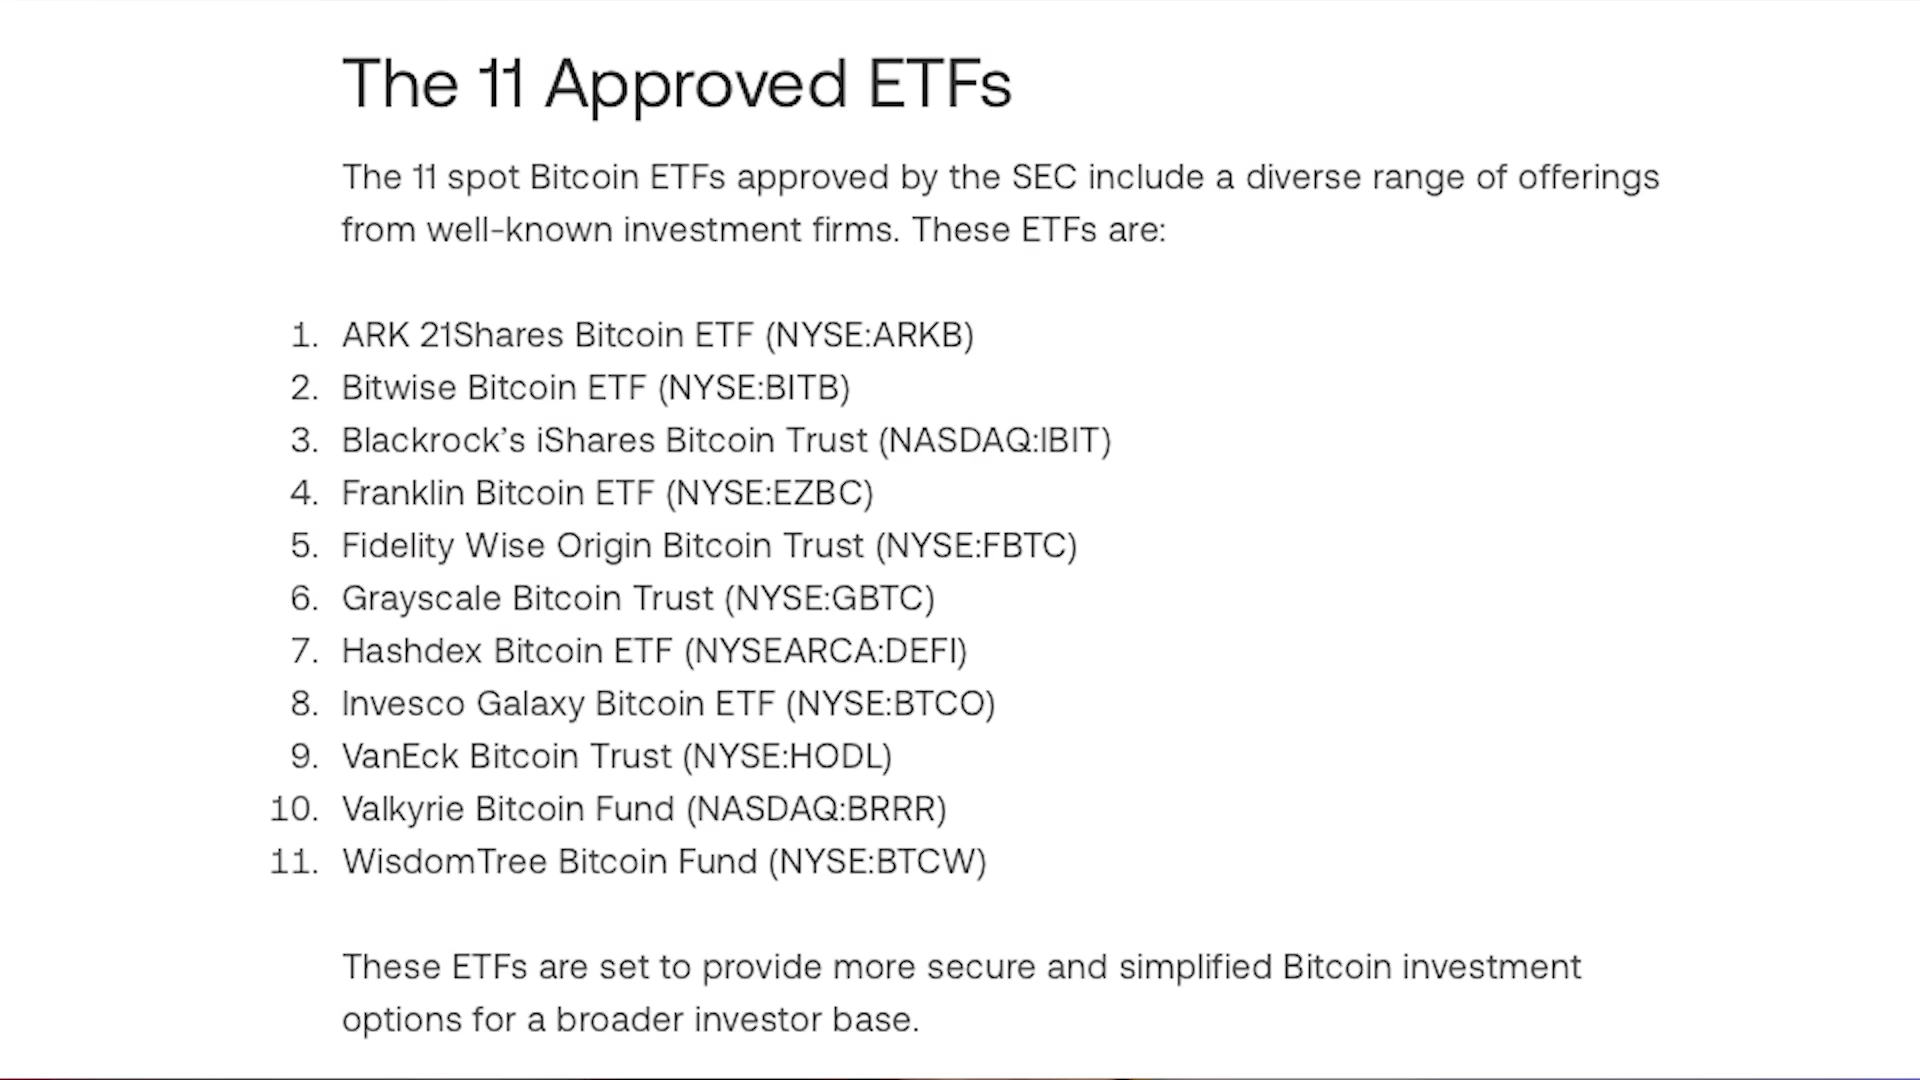 The 11 Approved ETFs
The 11 spot Bitcoin ETFs approved by the SEC include a diverse range of offerings
from well-known investment firms. These ETFs are:
1. ARK 21Shares Bitcoin ETF (NYSE:ARKB)
2. Bitwise Bitcoin ETF (NYSE:BITB)
3. Blackrock’s iShares Bitcoin Trust (NASDAQ:IBIT)
4. Franklin Bitcoin ETF (NYSE:EZBC)
5. Fidelity Wise Origin Bitcoin Trust (NYSE:FBTC)
6. Grayscale Bitcoin Trust (NYSE:GBTC)
7. Hashdex Bitcoin ETF (NYSEARCA:DEFI)
8. Invesco Galaxy Bitcoin ETF (NYSE:BTCO)
9. VanEck Bitcoin Trust (NYSE:HODL)
10. Valkyrie Bitcoin Fund (NASDAQ:BRRR)
11. WisdomTree Bitcoin Fund (NYSE:BTCW)
These ETFs are set to provide more secure and simplified Bitcoin investment
options for a broader investor base.